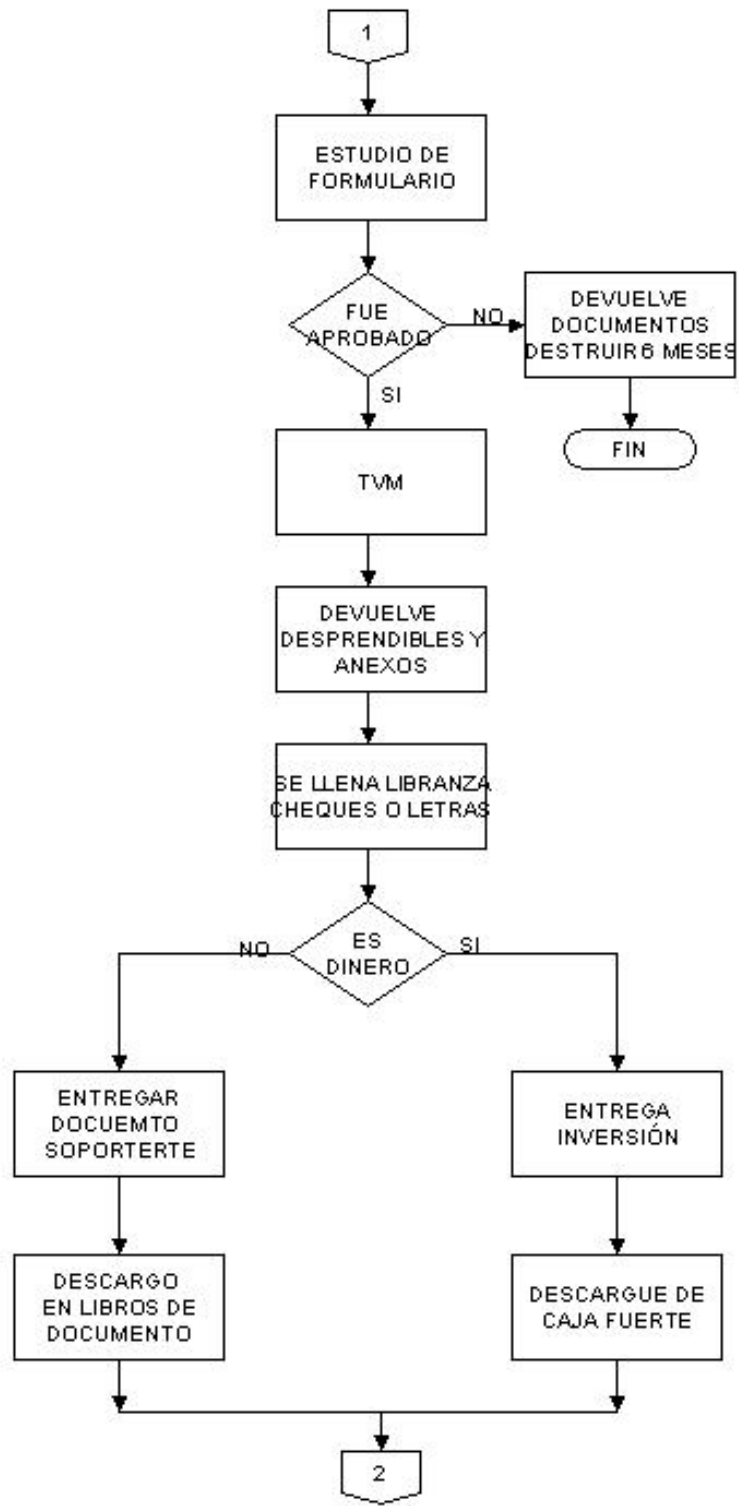 1
ESTUDIO DE
FORMULARIO
FUE
APROBADO
NO
DEVUELVE
DOCUMENTOS
DESTRUIR 6 MESES
SI
FIN
TVM
DEVUELVE
DESPRENDIBLES Y
ANEXOS
SE LLENA LIBRANZA
CHEQUES O LETRAS
ES
DINERO
NO
SI
ENTREGAR
DOCUEMTO
SOPORTERTE
ENTREGA
INVERSIÓN
DESCARGO
EN LIBROS DE
DOCUMENTO
DESCARGUE DE
CAJA FUERTE
2